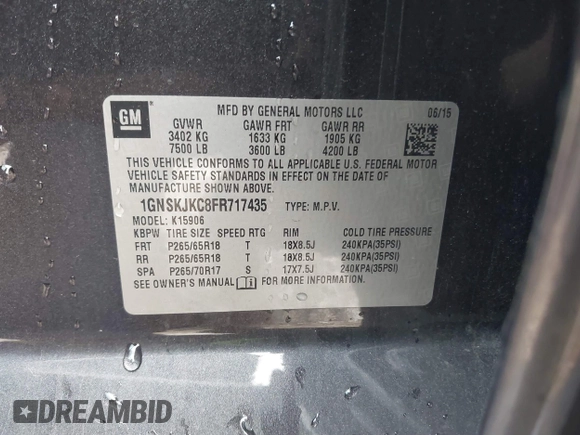 GM
MFD BY GENERAL MOTORS LLC 06/15
GVWR GAWR FRT GAWR RR
3402 KG 1633 KG 1905 KG
7500 LB 3600 LB 4200 LB
THIS VEHICLE CONFORMS TO ALL APPLICABLE U.S. FEDERAL MOTOR
VEHICLE SAFETY STANDARDS IN EFFECT ON THE DATE OF
MANUFACTURE SHOWN ABOVE.
1GNSKJKC8FR717435 TYPE: M.P.V.
MODEL: K15906
KBPW TIRE SIZE SPEED RTG RIM COLD TIRE PRESSURE
FRT P265/65R18 T 18X8.5J 240KPA(35PSI)
RR P265/65R18 T 18X8.5J 240KPA(35PSI)
SPA P265/70R17 S 17X7.5J 240KPA(35PSI)
SEE OWNER'S MANUAL FOR MORE INFORMATION.
DREAMBID